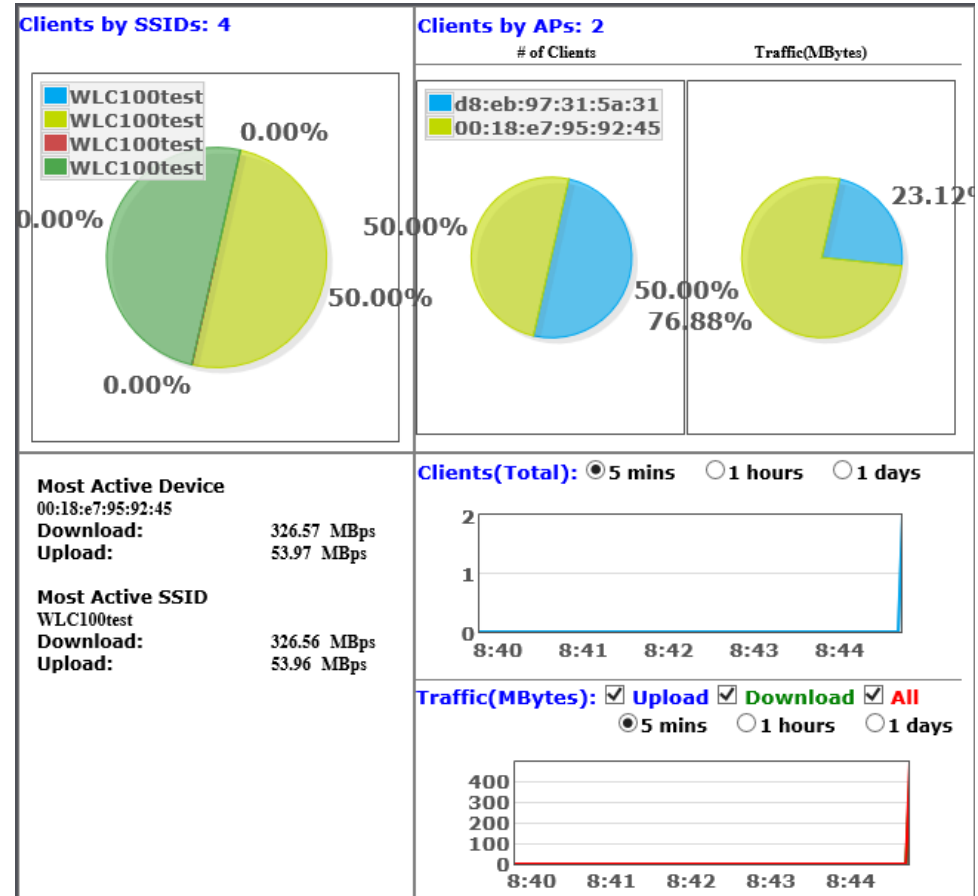 Clients by SSIDs: 4
WLC100test
WLC100test
WLC100test
WLC100test
0.00%
0.00%
50.00%
0.00%
Clients by APs: 2
# of Clients
Traffic(MBytes)
d8:eb:97:31:5a:31
00:18:e7:95:92:45
50.00%
50.00%
23.12%
76.88%
Most Active Device
00:18:e7:95:92:45
Download: 326.57 MBps
Upload: 53.97 MBps
Most Active SSID
WLC100test
Download: 326.56 MBps
Upload: 53.96 MBps
Clients(Total): 5 mins 1 hours 1 days
2
1
0
8:40 8:41 8:42 8:43 8:44
Traffic(MBytes): Upload Download All
5 mins 1 hours 1 days
400
300
200
100
0
8:40 8:41 8:42 8:43 8:44